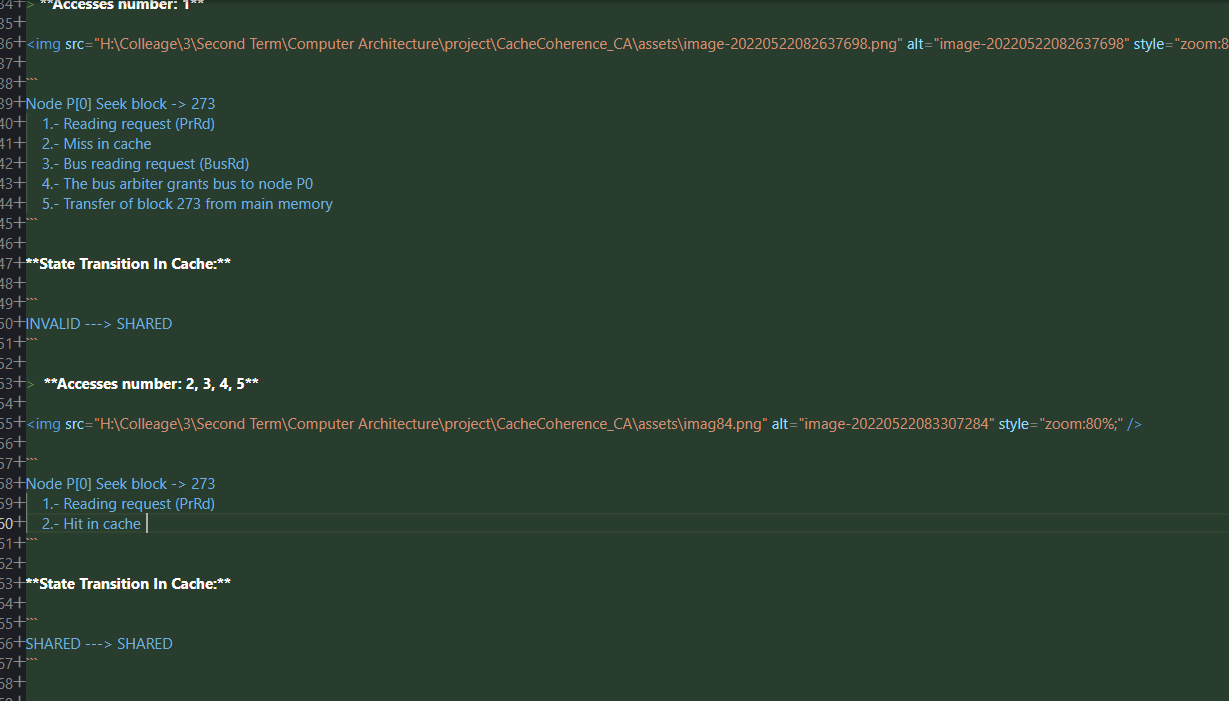 34+> **Accesses number: 1**
35+
36+<img src="H:\Colleage\3\Second Term\Computer Architecture\project\CacheCoherence_CA\assets\image-20220522082637698.png" alt="image-20220522082637698" style="zoom:8
37+
38+```
39+Node P[0] Seek block -> 273
40+    1.- Reading request (PrRd)
41+    2.- Miss in cache
42+    3.- Bus reading request (BusRd)
43+    4.- The bus arbiter grants bus to node P0
44+    5.- Transfer of block 273 from main memory
45+```
46+
47+**State Transition In Cache:**
48+
49+```
50+INVALID ---> SHARED
51+```
52+
53+>  **Accesses number: 2, 3, 4, 5**
54+
55+<img src="H:\Colleage\3\Second Term\Computer Architecture\project\CacheCoherence_CA\assets\imag84.png" alt="image-20220522083307284" style="zoom:80%;" />
56+
57+```
58+Node P[0] Seek block -> 273
59+    1.- Reading request (PrRd)
60+    2.- Hit in cache
61+```
62+
63+**State Transition In Cache:**
64+
65+```
66+SHARED ---> SHARED
67+```
68+